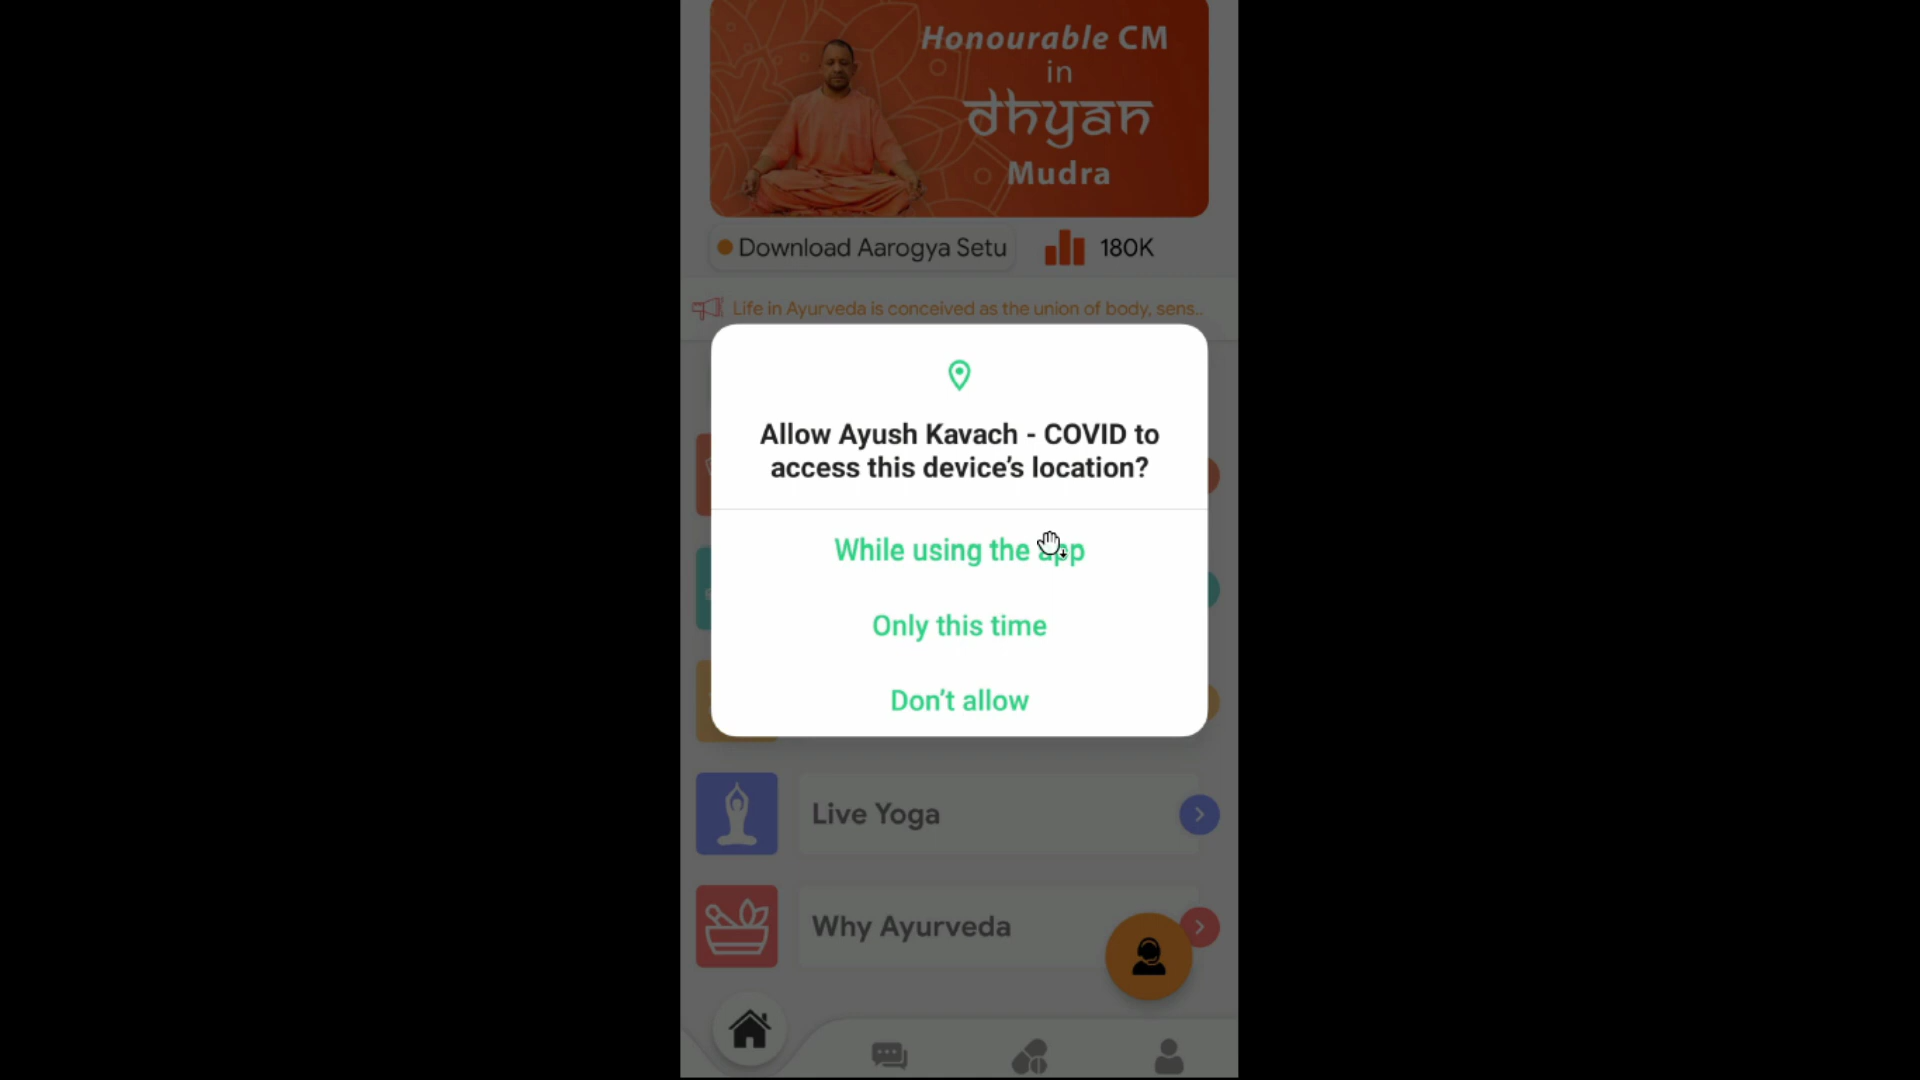 Honourable CM
in
dhyan
Mudra
Download Aarogya Setu
180K
Life in Ayurveda is conceived as the union of body, sens..
Allow Ayush Kavach - COVID to
access this device's location?
While using the app
Only this time
Don't allow
Live Yoga
Why Ayurveda